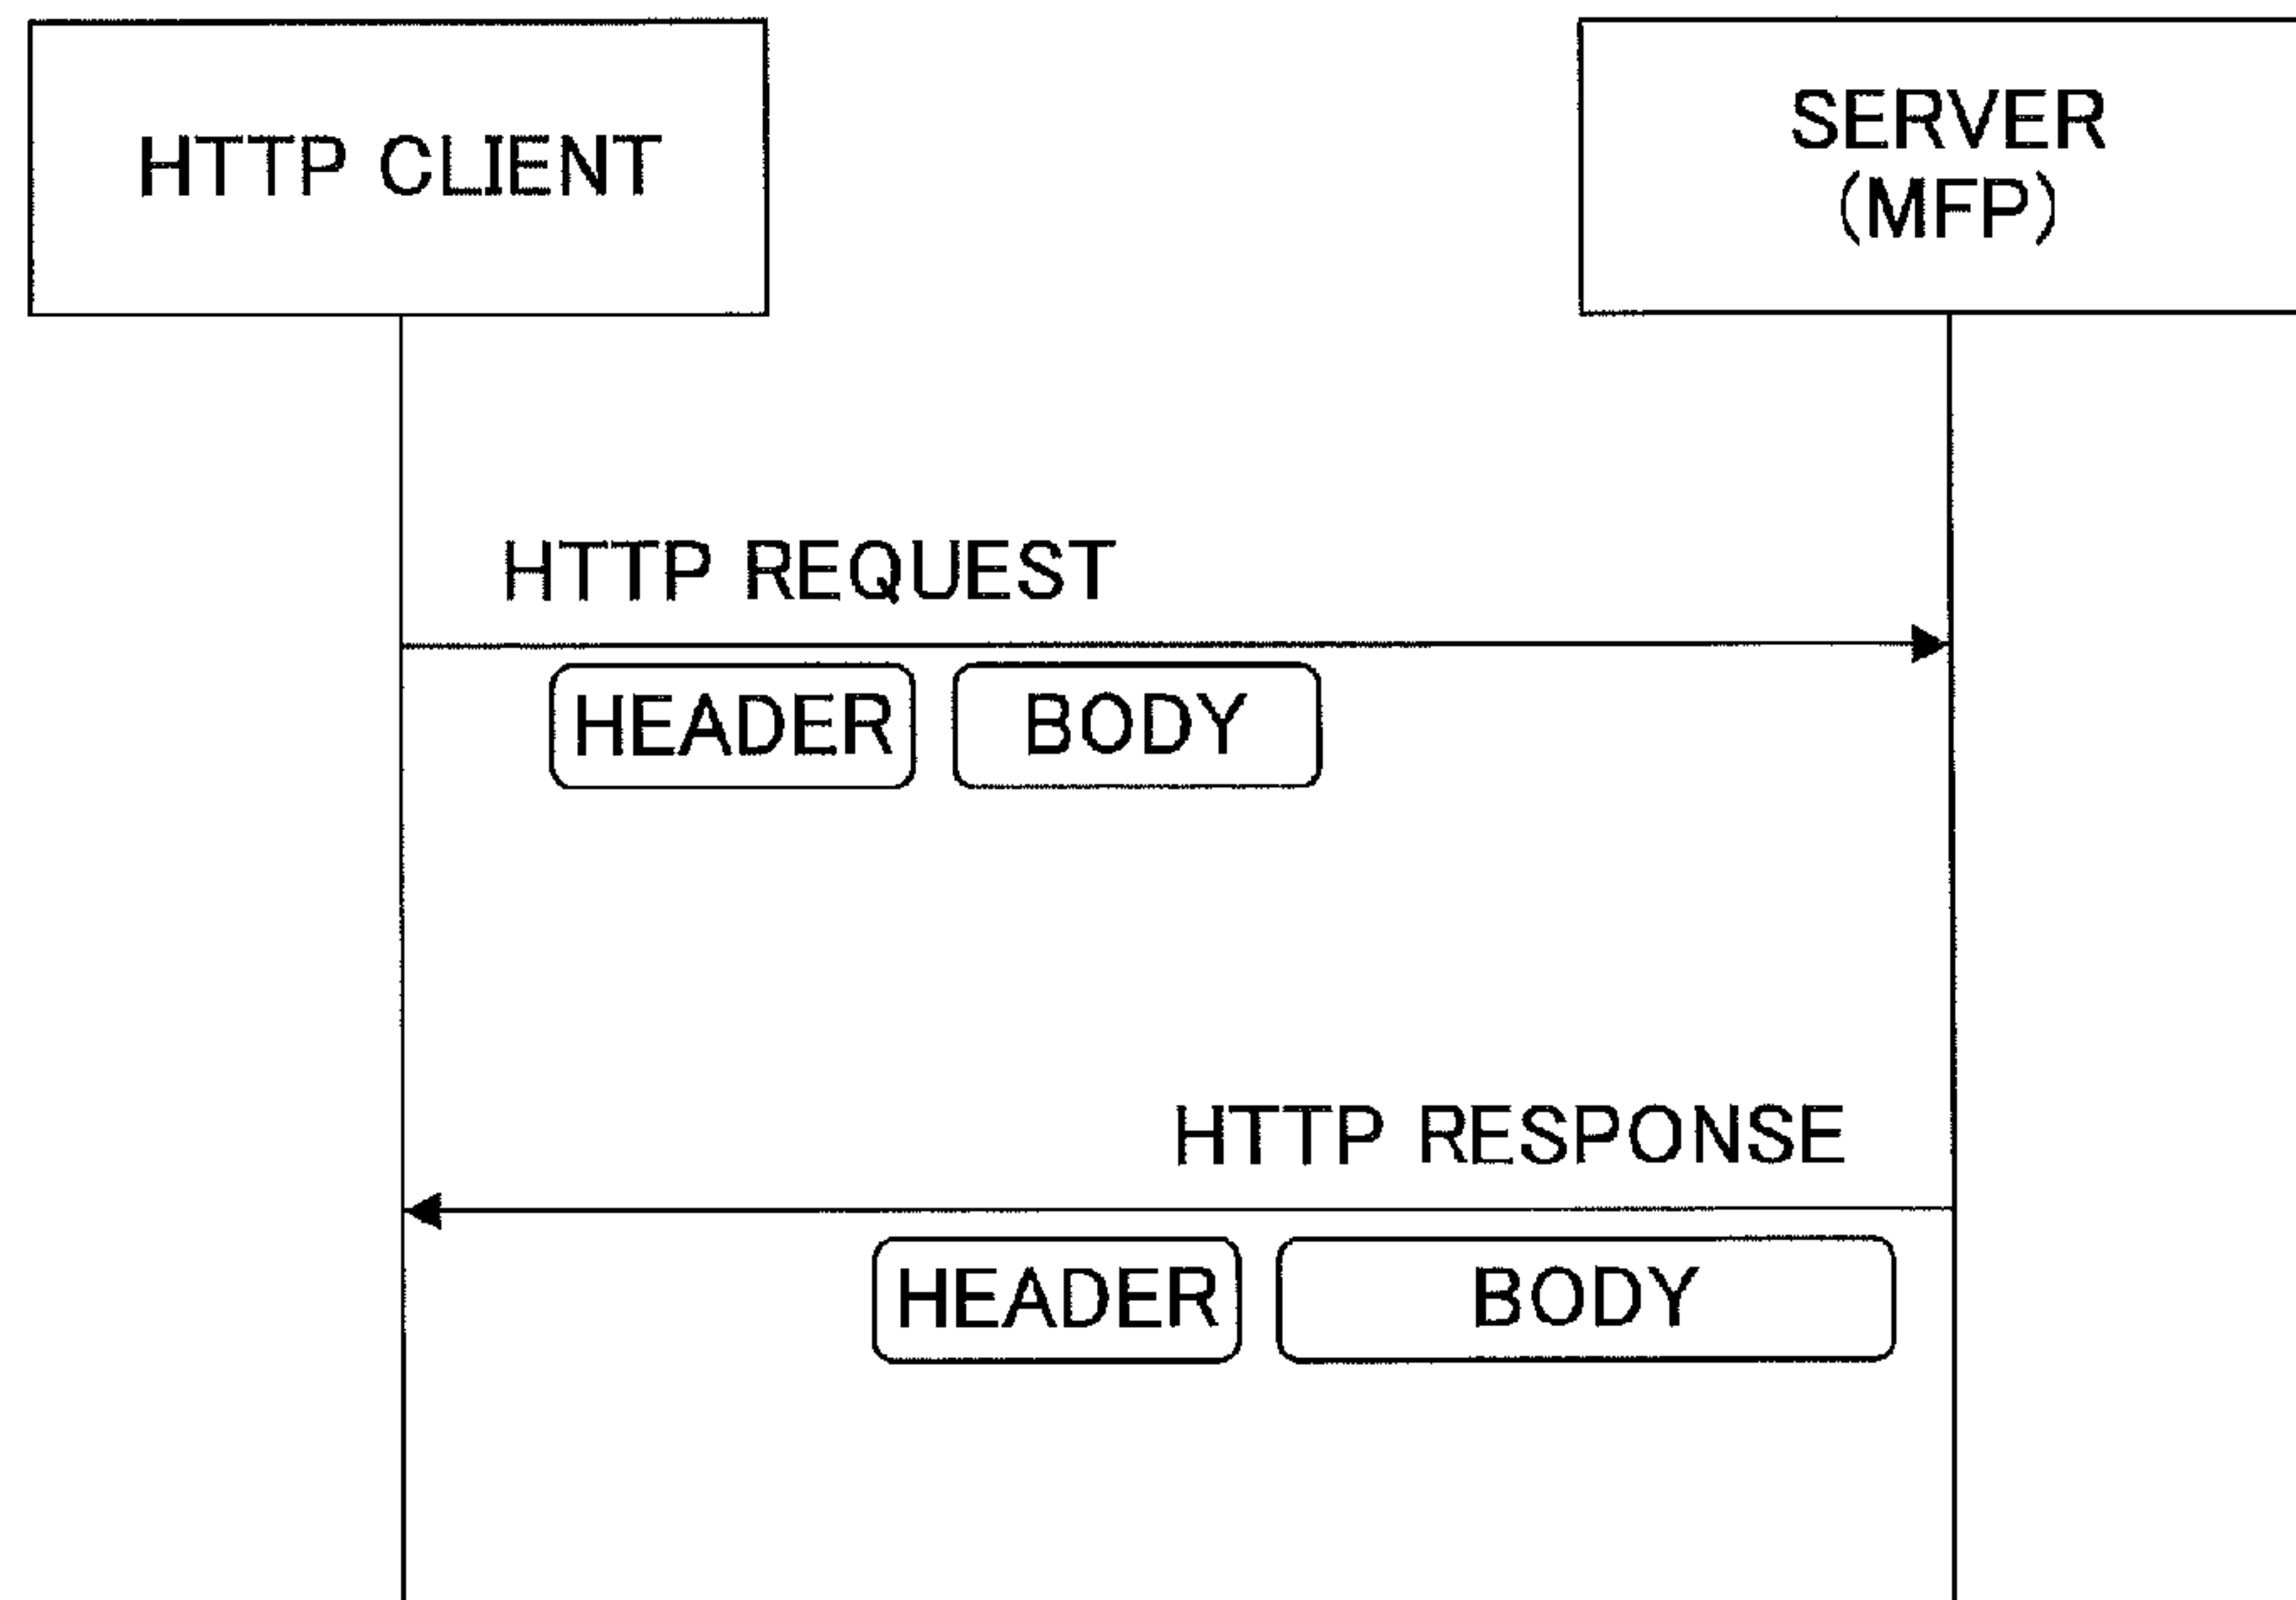 HTTP CLIENT
SERVER
(MFP)
HTTP REQUEST
HEADER
BODY
HTTP RESPONSE
HEADER
BODY